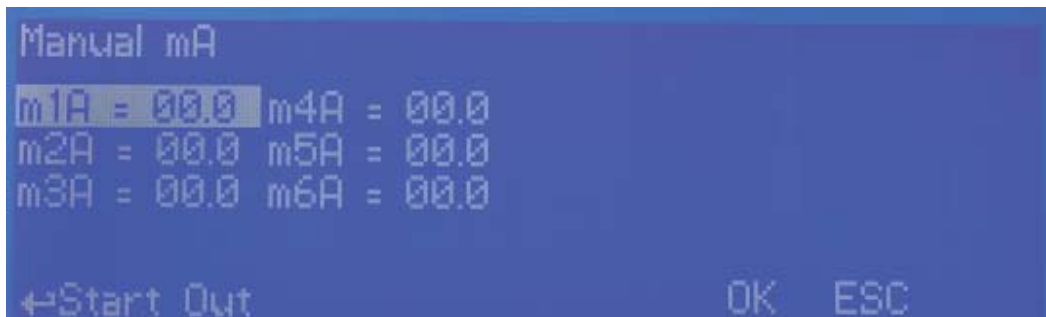 Manual mA
m1A = 00.0 m4A = 00.0
m2A = 00.0 m5A = 00.0
m3A = 00.0 m6A = 00.0
↵Start Out OK ESC